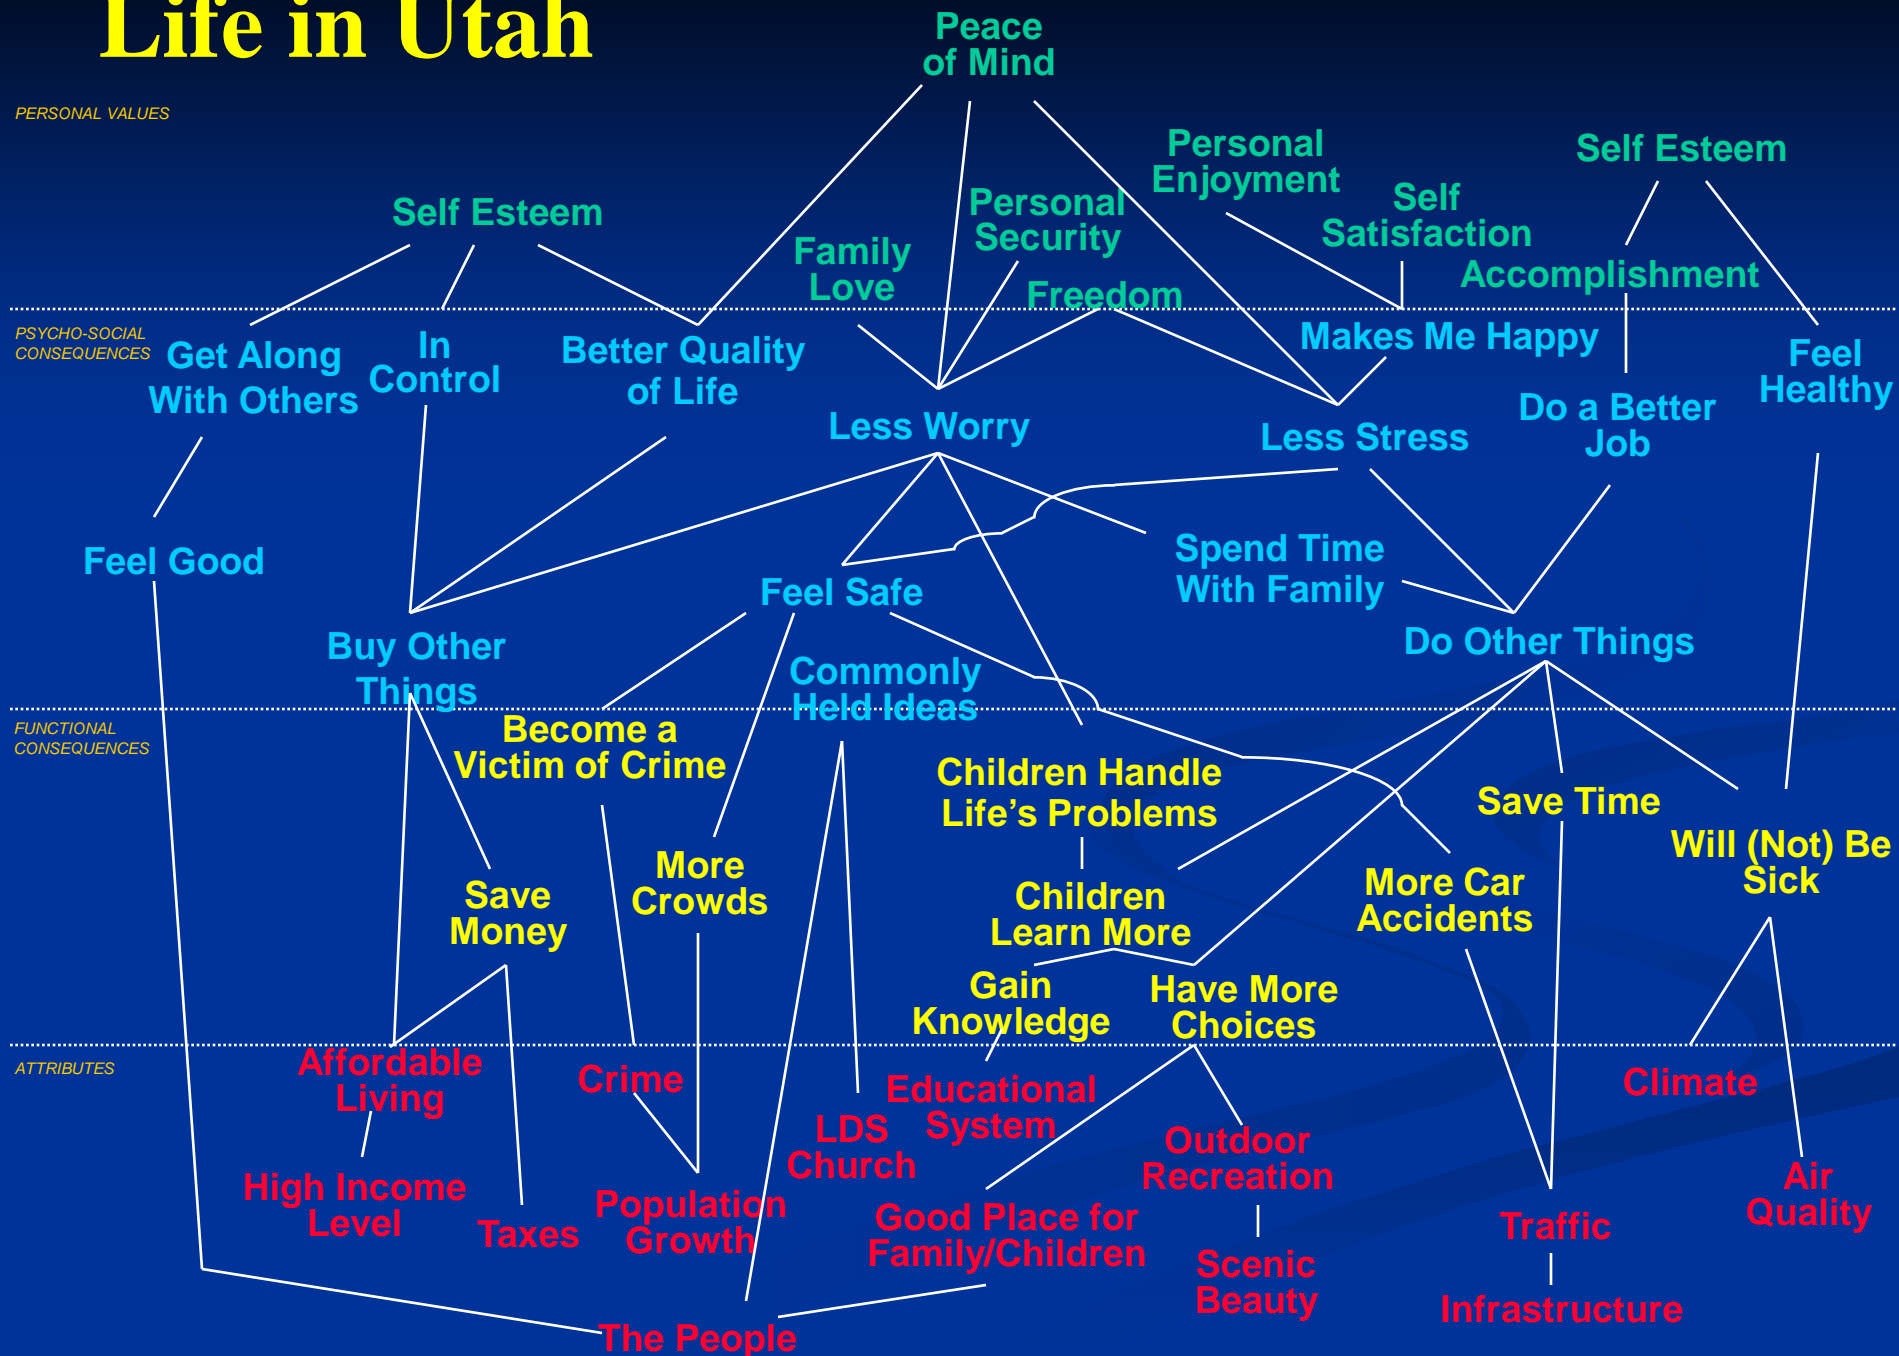 Life in Utah
Peace
of Mind
PERSONAL VALUES
Personal
Enjoyment
Self Esteem
Self
Satisfaction
Self Esteem
Personal
Security
Family
Love
Accomplishment
Freedom
PSYCHO-SOCIAL
CONSEQUENCES
Get Along
With Others
In
Control
Better Quality
of Life
Makes Me Happy
Feel
Healthy
Less Worry
Less Stress
Do a Better
Job
Feel Good
Feel Safe
Spend Time
With Family
Buy Other
Things
Commonly
Held Ideas
Do Other Things
FUNCTIONAL
CONSEQUENCES
Become a
Victim of Crime
Children Handle
Life’s Problems
Save Time
Will (Not) Be
Sick
More
Crowds
Save
Money
Children
Learn More
More Car
Accidents
Gain
Knowledge
Have More
Choices
ATTRIBUTES
Affordable
Living
Crime
Educational
System
Climate
LDS
Church
Outdoor
Recreation
High Income
Level
Taxes
Population
Growth
Good Place for
Family/Children
Traffic
Air
Quality
Scenic
Beauty
Infrastructure
The People